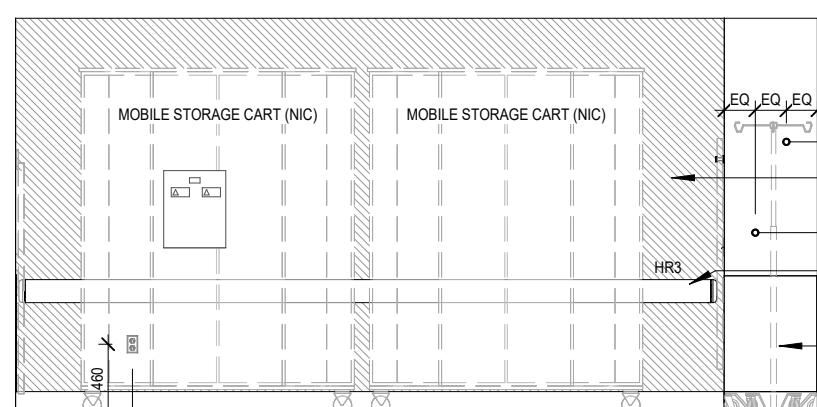 EQ EQ EQ
MOBILE STORAGE CART (NIC) MOBILE STORAGE CART (NIC)
HR3
460